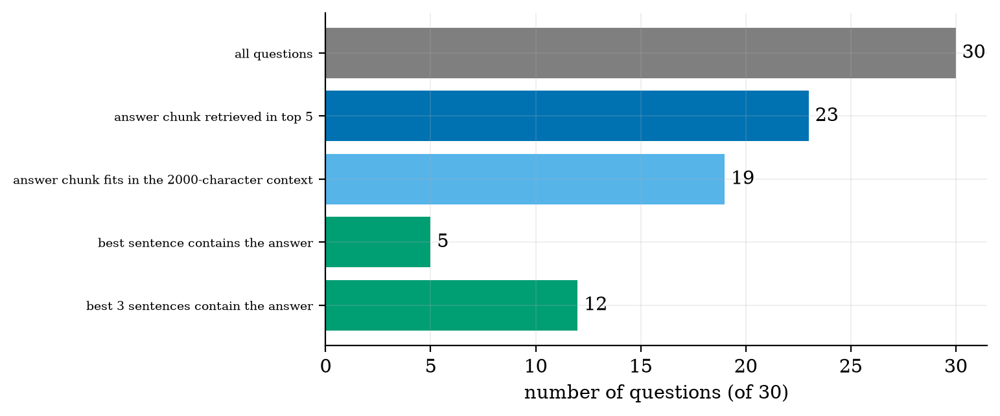 all questions
30
answer chunk retrieved in top 5
23
answer chunk fits in the 2000-character context
19
best sentence contains the answer
5
best 3 sentences contain the answer
12
0 5 10 15 20 25 30
number of questions (of 30)